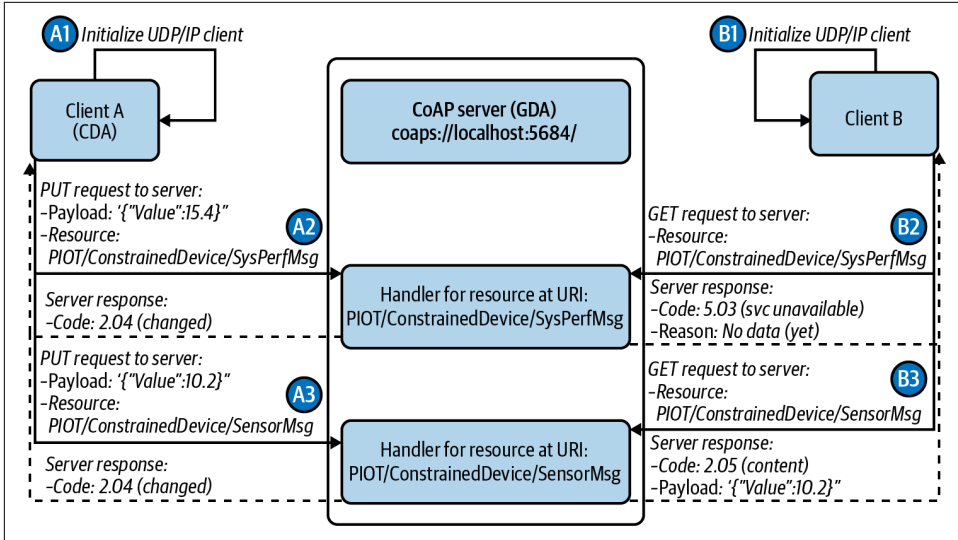 A1 Initialize UDP/IP client
Client A
(CDA)
PUT request to server:
–Payload: '{"Value":15.4}"
–Resource:
PIOT/ConstrainedDevice/SysPerfMsg
A2
Server response:
–Code: 2.04 (changed)
PUT request to server:
–Payload: '{"Value":10.2}"
–Resource:
PIOT/ConstrainedDevice/SensorMsg
A3
Server response:
–Code: 2.04 (changed)
CoAP server (GDA)
coaps://localhost:5684/
Handler for resource at URI:
PIOT/ConstrainedDevice/SysPerfMsg
Handler for resource at URI:
PIOT/ConstrainedDevice/SensorMsg
B1 Initialize UDP/IP client
Client B
GET request to server:
–Resource:
PIOT/ConstrainedDevice/SysPerfMsg
B2
Server response:
–Code: 5.03 (svc unavailable)
–Reason: No data (yet)
GET request to server:
–Resource:
PIOT/ConstrainedDevice/SensorMsg
B3
Server response:
–Code: 2.05 (content)
–Payload: '{"Value":10.2}"